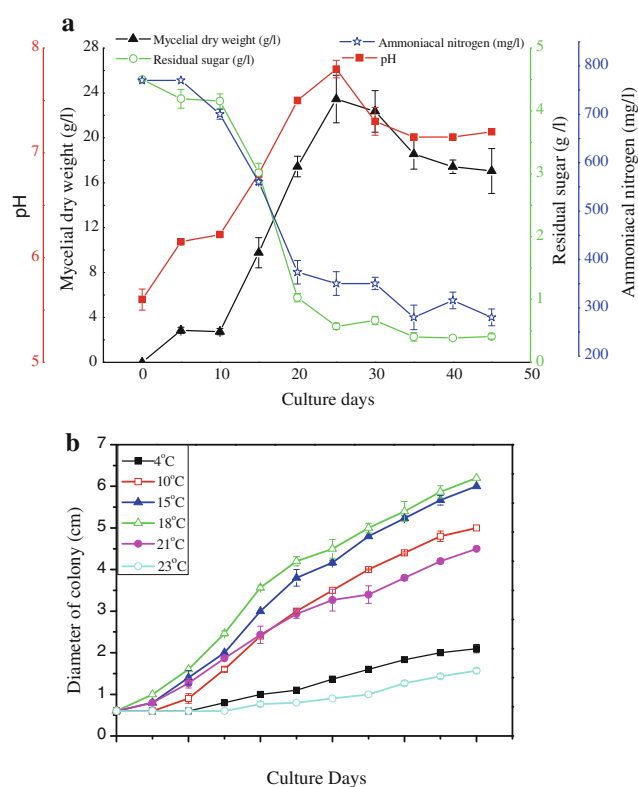 a
Mycelial dry weight (g/l)
Ammoniacal nitrogen (mg/l)
Residual sugar (g/l)
pH
8
7
6
5
pH
28
24
20
16
12
8
4
0
Mycelial dry weight (g/l)
5
4
3
2
1
0
Residual sugar (g /l)
800
700
600
500
400
300
200
Ammoniacal nitrogen (mg/l)
0
10
20
30
40
50
Culture days
b
7
6
5
4
3
2
1
0
Diameter of colony (cm)
4°C
10°C
15°C
18°C
21°C
23°C
Culture Days